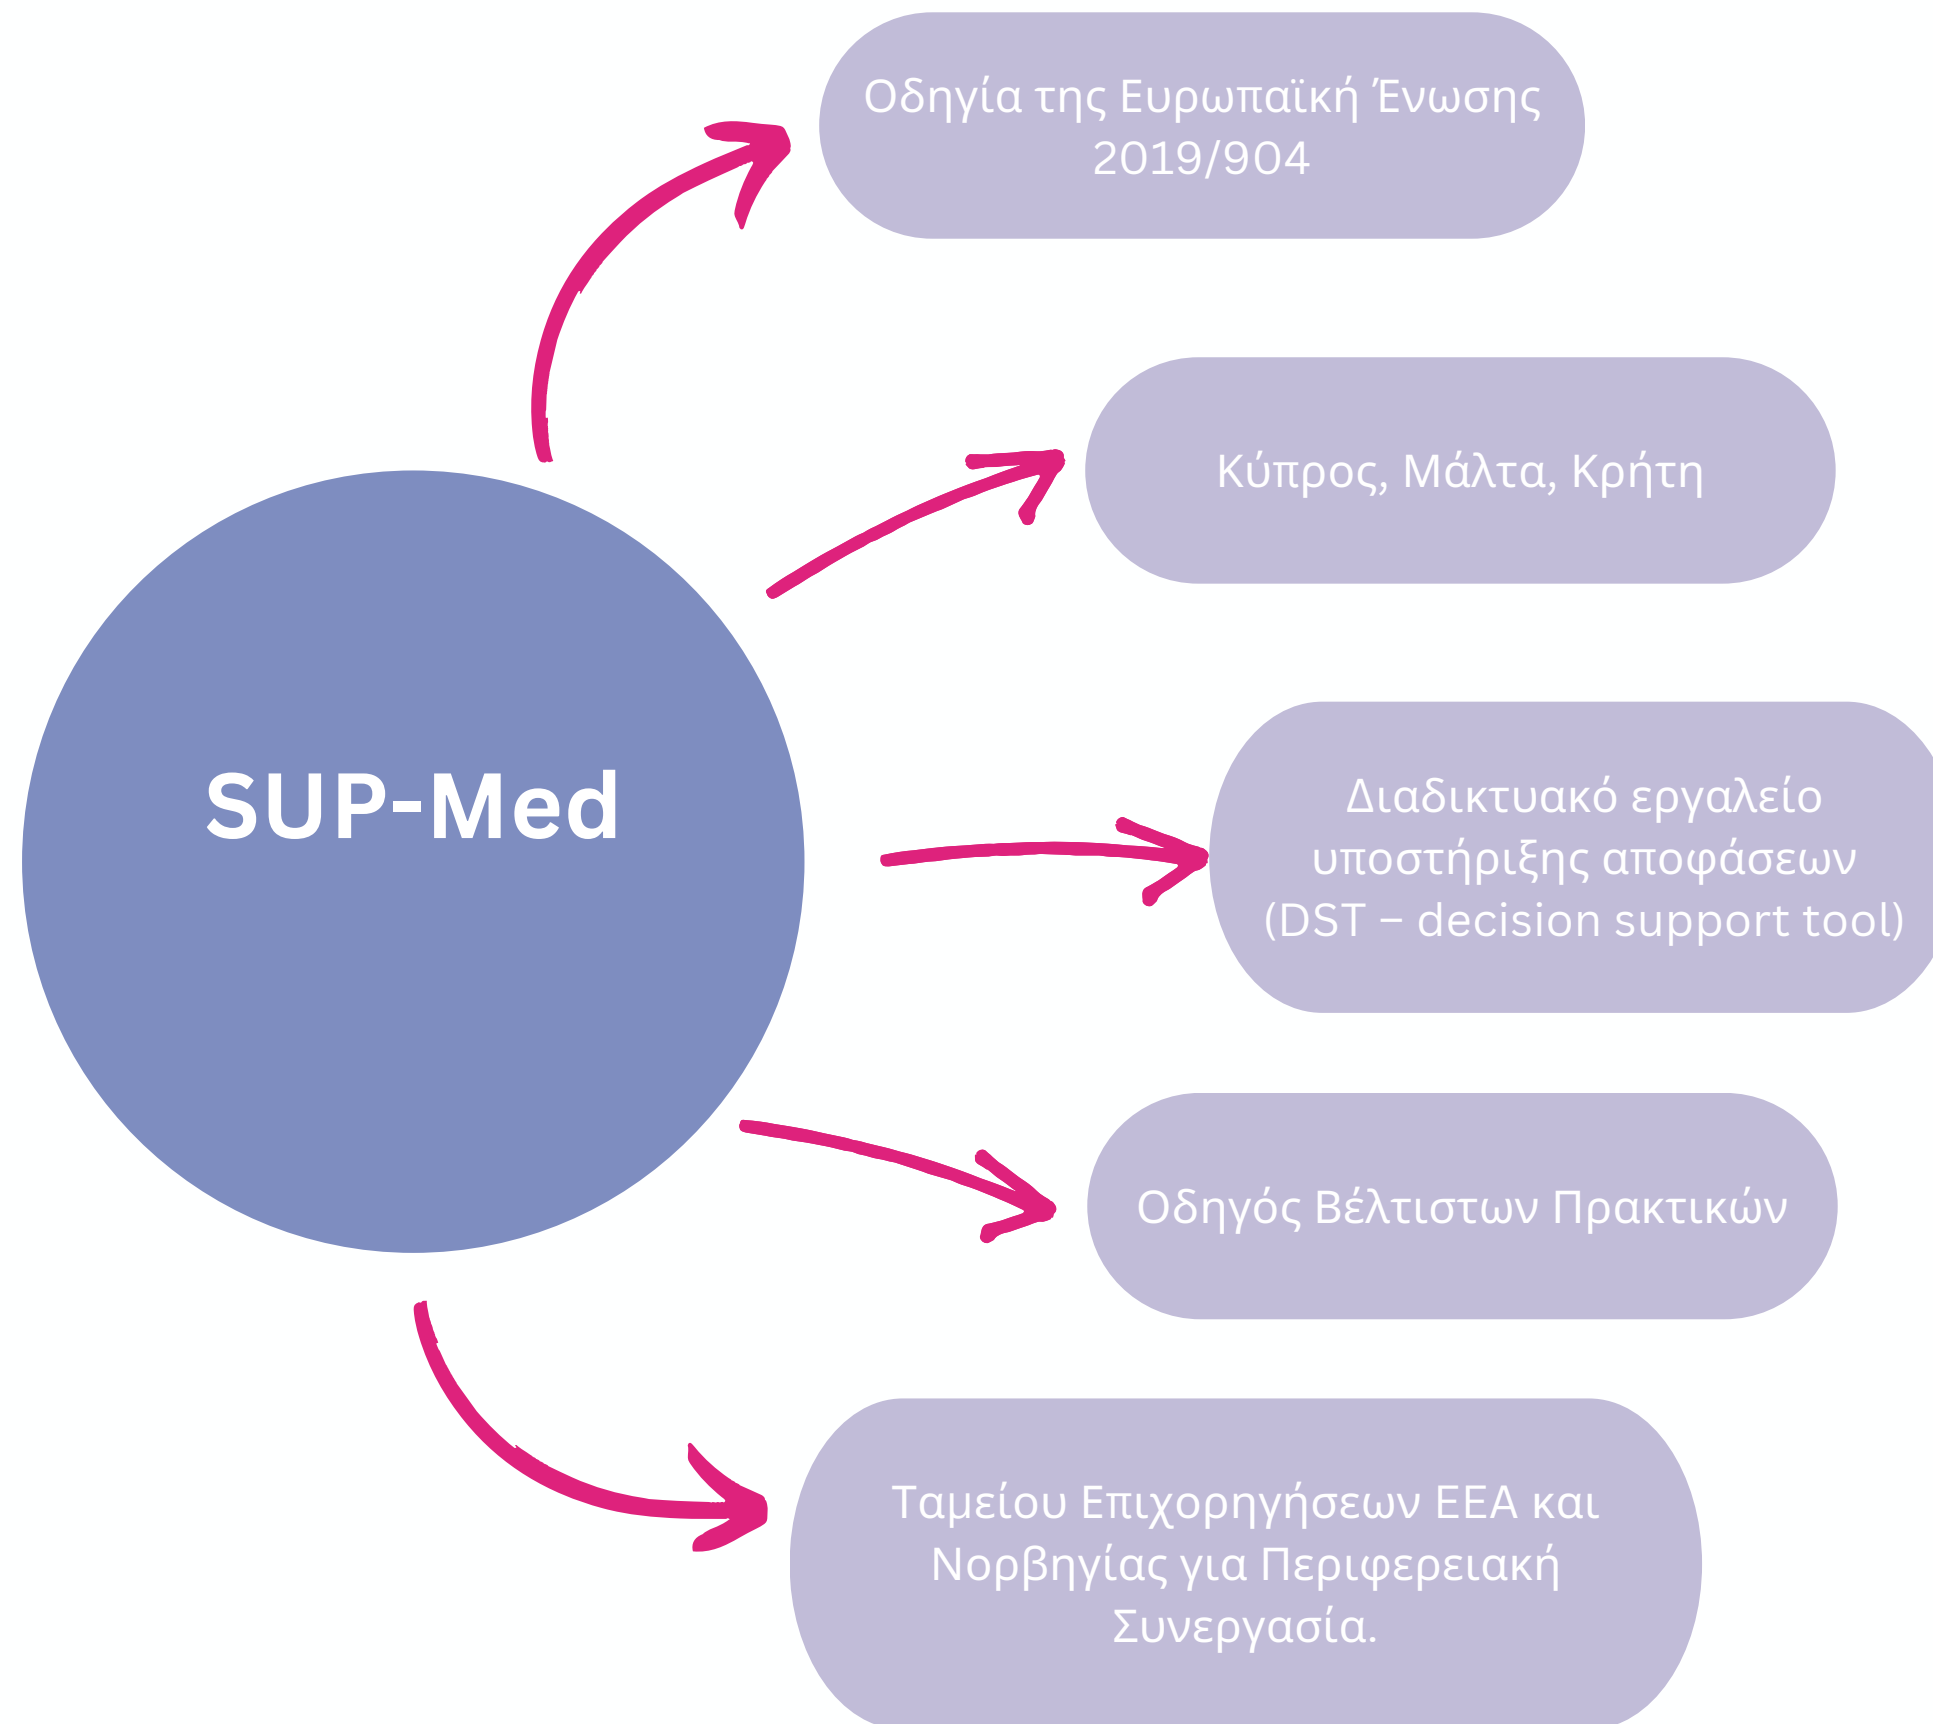 Οδηγία της Ευρωπαϊκή Ένωσης
2019/904
Κύπρος, Μάλτα, Κρήτη
SUP-Med
Διαδικτυακό εργαλείο
υποστήριξης αποφάσεων
(DST – decision support tool)
Οδηγός Βέλτιστων Πρακτικών
Ταμείου Επιχορηγήσεων ΕΕΑ και
Νορβηγίας για Περιφερειακή
Συνεργασία.